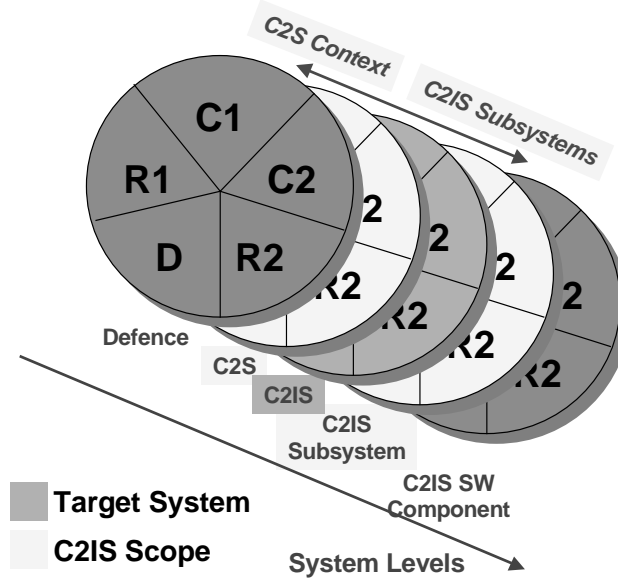 C2S Context
C2IS Subsystems
C1
R1
C2
D
R2
2
R2
2
R2
2
R2
2
R2
Defence
C2S
C2IS
C2IS
Subsystem
C2IS SW
Component
Target System
C2IS Scope
System Levels